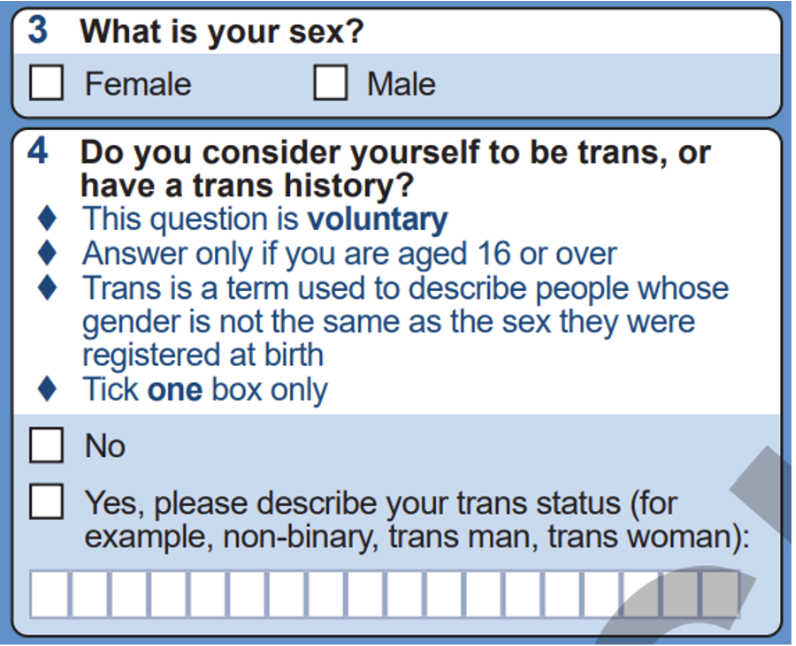 3 What is your sex?
Female Male
4 Do you consider yourself to be trans, or
have a trans history?
♦ This question is voluntary
♦ Answer only if you are aged 16 or over
♦ Trans is a term used to describe people whose
gender is not the same as the sex they were
registered at birth
♦ Tick one box only
No
Yes, please describe your trans status (for
example, non-binary, trans man, trans woman):